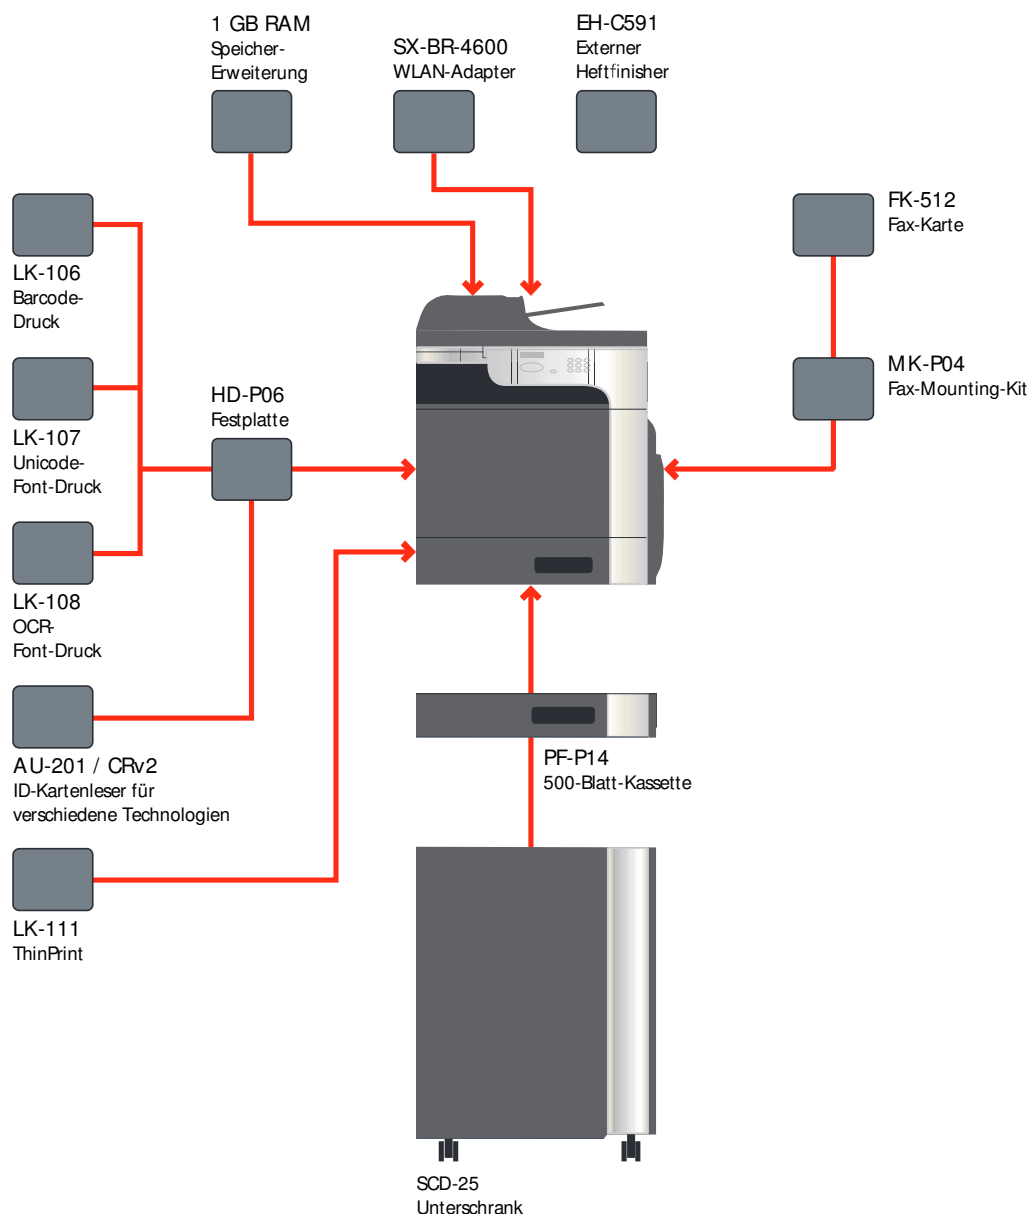 1 GB RAM
Speicher-
Erweiterung
SX-BR-4600
WLAN-Adapter
EH-C591
Externer
Heftfinisher
FK-512
Fax-Karte
LK-106
Barcode-
Druck
MK-P04
Fax-Mounting-Kit
HD-P06
Festplatte
LK-107
Unicode-
Font-Druck
LK-108
OCR-
Font-Druck
AU-201 / CRv2
ID-Kartenleser für
verschiedene Technologien
PF-P14
500-Blatt-Kassette
LK-111
ThinPrint
SCD-25
Unterschrank